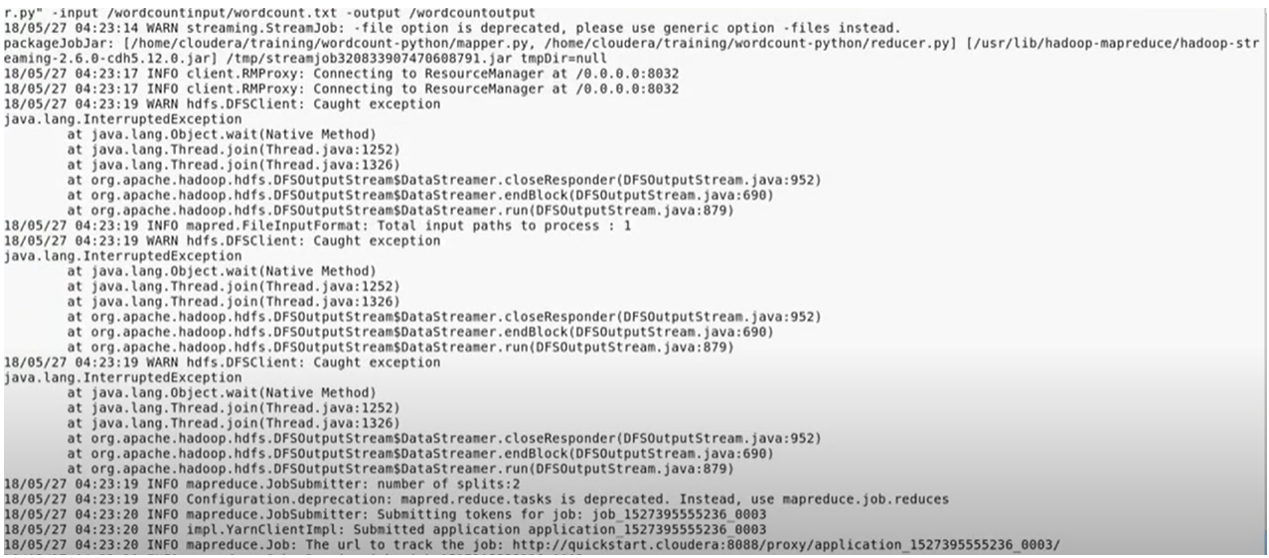 r.py" -input /wordcountinput/wordcount.txt -output /wordcountoutput
18/05/27 04:23:14 WARN streaming.StreamJob: -file option is deprecated, please use generic option -files instead.
packageJobJar: [/home/cloudera/training/wordcount-python/mapper.py, /home/cloudera/training/wordcount-python/reducer.py] [/usr/lib/hadoop-mapreduce/hadoop-str
eaming-2.6.0-cdh5.12.0.jar] /tmp/streamjob320833907470608791.jar tmpDir=null
18/05/27 04:23:17 INFO client.RMProxy: Connecting to ResourceManager at /0.0.0.0:8032
18/05/27 04:23:17 INFO client.RMProxy: Connecting to ResourceManager at /0.0.0.0:8032
18/05/27 04:23:19 WARN hdfs.DFSClient: Caught exception
java.lang.InterruptedException
at java.lang.Object.wait(Native Method)
at java.lang.Thread.join(Thread.java:1252)
at java.lang.Thread.join(Thread.java:1326)
at org.apache.hadoop.hdfs.DFSOutputStream$DataStreamer.closeResponder(DFSOutputStream.java:952)
at org.apache.hadoop.hdfs.DFSOutputStream$DataStreamer.endBlock(DFSOutputStream.java:690)
at org.apache.hadoop.hdfs.DFSOutputStream$DataStreamer.run(DFSOutputStream.java:879)
18/05/27 04:23:19 INFO mapred.FileInputFormat: Total input paths to process : 1
18/05/27 04:23:19 WARN hdfs.DFSClient: Caught exception
java.lang.InterruptedException
at java.lang.Object.wait(Native Method)
at java.lang.Thread.join(Thread.java:1252)
at java.lang.Thread.join(Thread.java:1326)
at org.apache.hadoop.hdfs.DFSOutputStream$DataStreamer.closeResponder(DFSOutputStream.java:952)
at org.apache.hadoop.hdfs.DFSOutputStream$DataStreamer.endBlock(DFSOutputStream.java:690)
at org.apache.hadoop.hdfs.DFSOutputStream$DataStreamer.run(DFSOutputStream.java:879)
18/05/27 04:23:19 WARN hdfs.DFSClient: Caught exception
java.lang.InterruptedException
at java.lang.Object.wait(Native Method)
at java.lang.Thread.join(Thread.java:1252)
at java.lang.Thread.join(Thread.java:1326)
at org.apache.hadoop.hdfs.DFSOutputStream$DataStreamer.closeResponder(DFSOutputStream.java:952)
at org.apache.hadoop.hdfs.DFSOutputStream$DataStreamer.endBlock(DFSOutputStream.java:690)
at org.apache.hadoop.hdfs.DFSOutputStream$DataStreamer.run(DFSOutputStream.java:879)
18/05/27 04:23:19 INFO mapreduce.JobSubmitter: number of splits:2
18/05/27 04:23:19 INFO Configuration.deprecation: mapred.reduce.tasks is deprecated. Instead, use mapreduce.job.reduces
18/05/27 04:23:20 INFO mapreduce.JobSubmitter: Submitting tokens for job: job_1527395555236_0003
18/05/27 04:23:20 INFO impl.YarnClientImpl: Submitted application application_1527395555236_0003
18/05/27 04:23:20 INFO mapreduce.Job: The url to track the job: http://quickstart.cloudera:8088/proxy/application_1527395555236_0003/